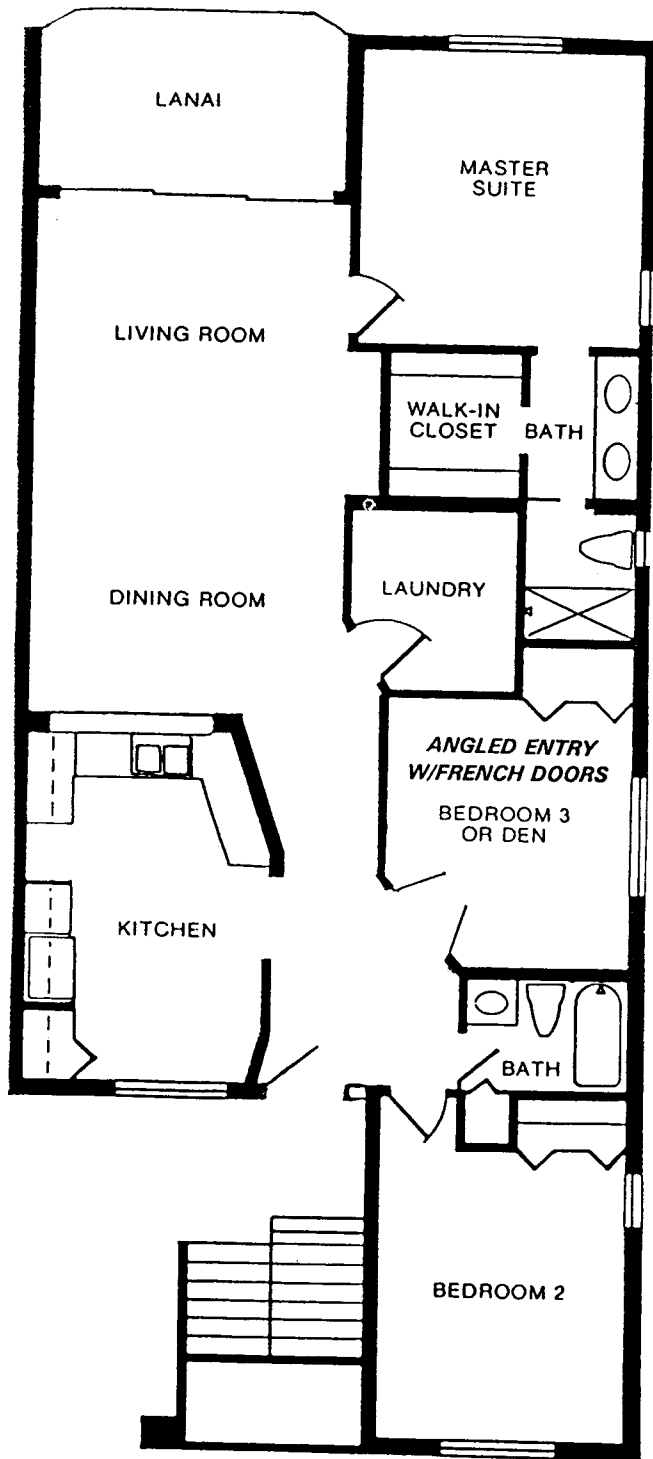 LANAI
MASTER
SUITE
LIVING ROOM
WALK-IN
CLOSET
BATH
DINING ROOM
LAUNDRY
ANGLED ENTRY
W/FRENCH DOORS
BEDROOM 3
OR DEN
KITCHEN
BATH
BEDROOM 2